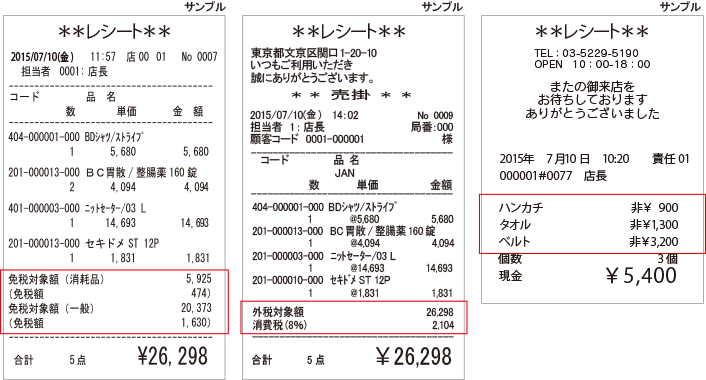 サンプル
**レシート**
2015/07/10(金) 11:57 店00 01 No 0007
担当者 0001: 店長
コード 品 名
数 単価 金 額
404-000001-000 BDシャツ/ストライプ
1 5,680 5,680
201-000013-000 BC胃散/整腸薬160錠
2 4,094 4,094
401-000003-000 ニットセーター/03 L
1 14,693 14,693
201-000013-000 セキドメ ST 12P
1 1,831 1,831
免税対象額(消耗品) 5,925
(免税額 474)
免税対象額(一般) 20,373
(免税額 1,630)
合計 5点 ¥26,298
サンプル
**レシート**
東京都文京区関口1-20-10
いつもご利用いただき
誠にありがとうございます。
** 売掛 **
2015/07/10(金) 14:02 No 0009
担当者 1: 店長 局番:000
顧客コード 0001-000001 様
コード 品 名
JAN
数 単価 金額
404-000001-000 BDシャツ/ストライプ
1 @5,680 5,680
201-000013-000 BC胃散/整腸薬160錠
1 @4,094 4,094
201-000003-000 ニットセーター/03 L
1 @14,693 14,693
201-000010-000 セキドメ ST 12P
1 @1,831 1,831
外税対象額 26,298
消費税(8%) 2,104
合計 5点 ¥26,298
サンプル
**レシート**
TEL : 03-5229-5190
OPEN 10 : 00-18 : 00
またの御来店を
お待ちしております
ありがとうございました
2015年 7月10日 10:20 責任01
000001#0077 店長
ハンカチ 非¥ 900
タオル 非¥1,300
ベルト 非¥3,200
個数 3個
現金 ¥5,400